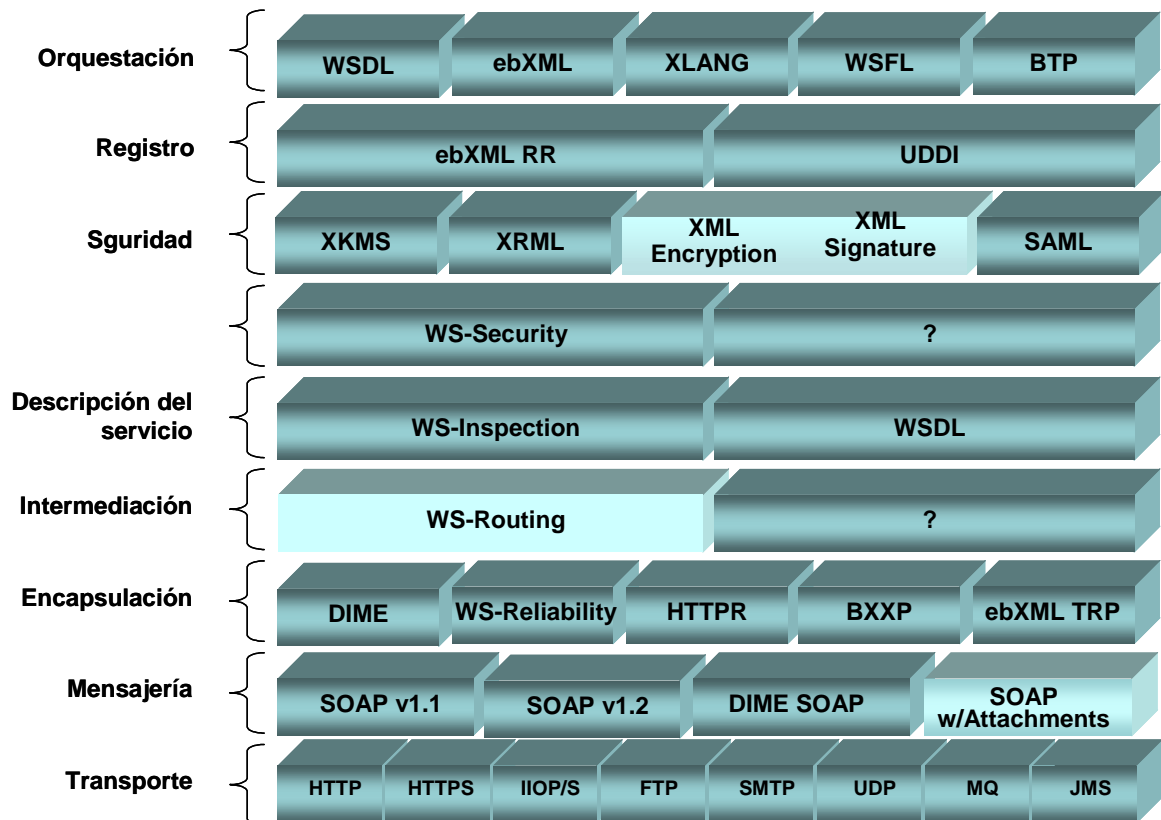 Orquestación
WSDL
ebXML
XLANG
WSFL
BTP
Registro
ebXML RR
UDDI
Sguridad
XKMS
XRML
XML
Encryption
XML
Signature
SAML
WS-Security
?
Descripción del
servicio
WS-Inspection
WSDL
Intermediación
WS-Routing
?
Encapsulación
DIME
WS-Reliability
HTTPR
BXXP
ebXML TRP
Mensajería
SOAP v1.1
SOAP v1.2
DIME SOAP
SOAP
w/Attachments
Transporte
HTTP
HTTPS
IIOP/S
FTP
SMTP
UDP
MQ
JMS